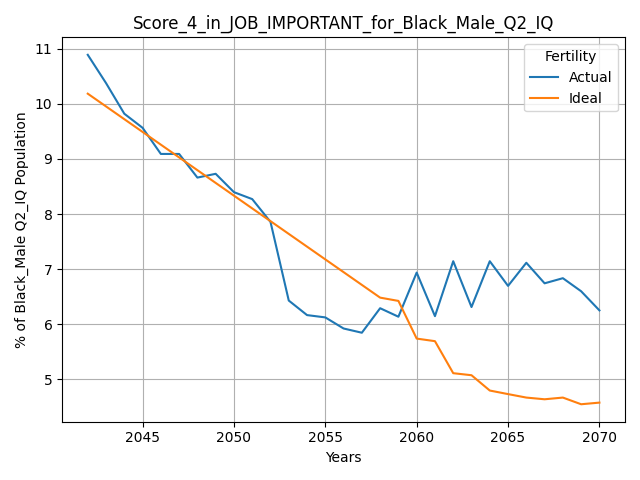 Score_4_in_JOB_IMPORTANT_for_Black_Male_Q2_IQ
Fertility
Actual
Ideal
% of Black_Male Q2_IQ Population
11
10
9
8
7
6
5
2045 2050 2055 2060 2065 2070
Years